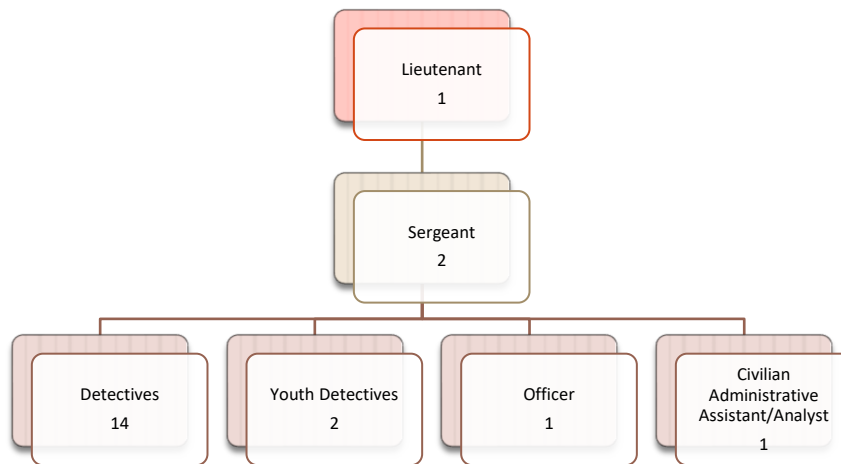 Lieutenant
1
Sergeant
2
Detectives
14
Youth Detectives
2
Officer
1
Civilian
Administrative
Assistant/Analyst
1